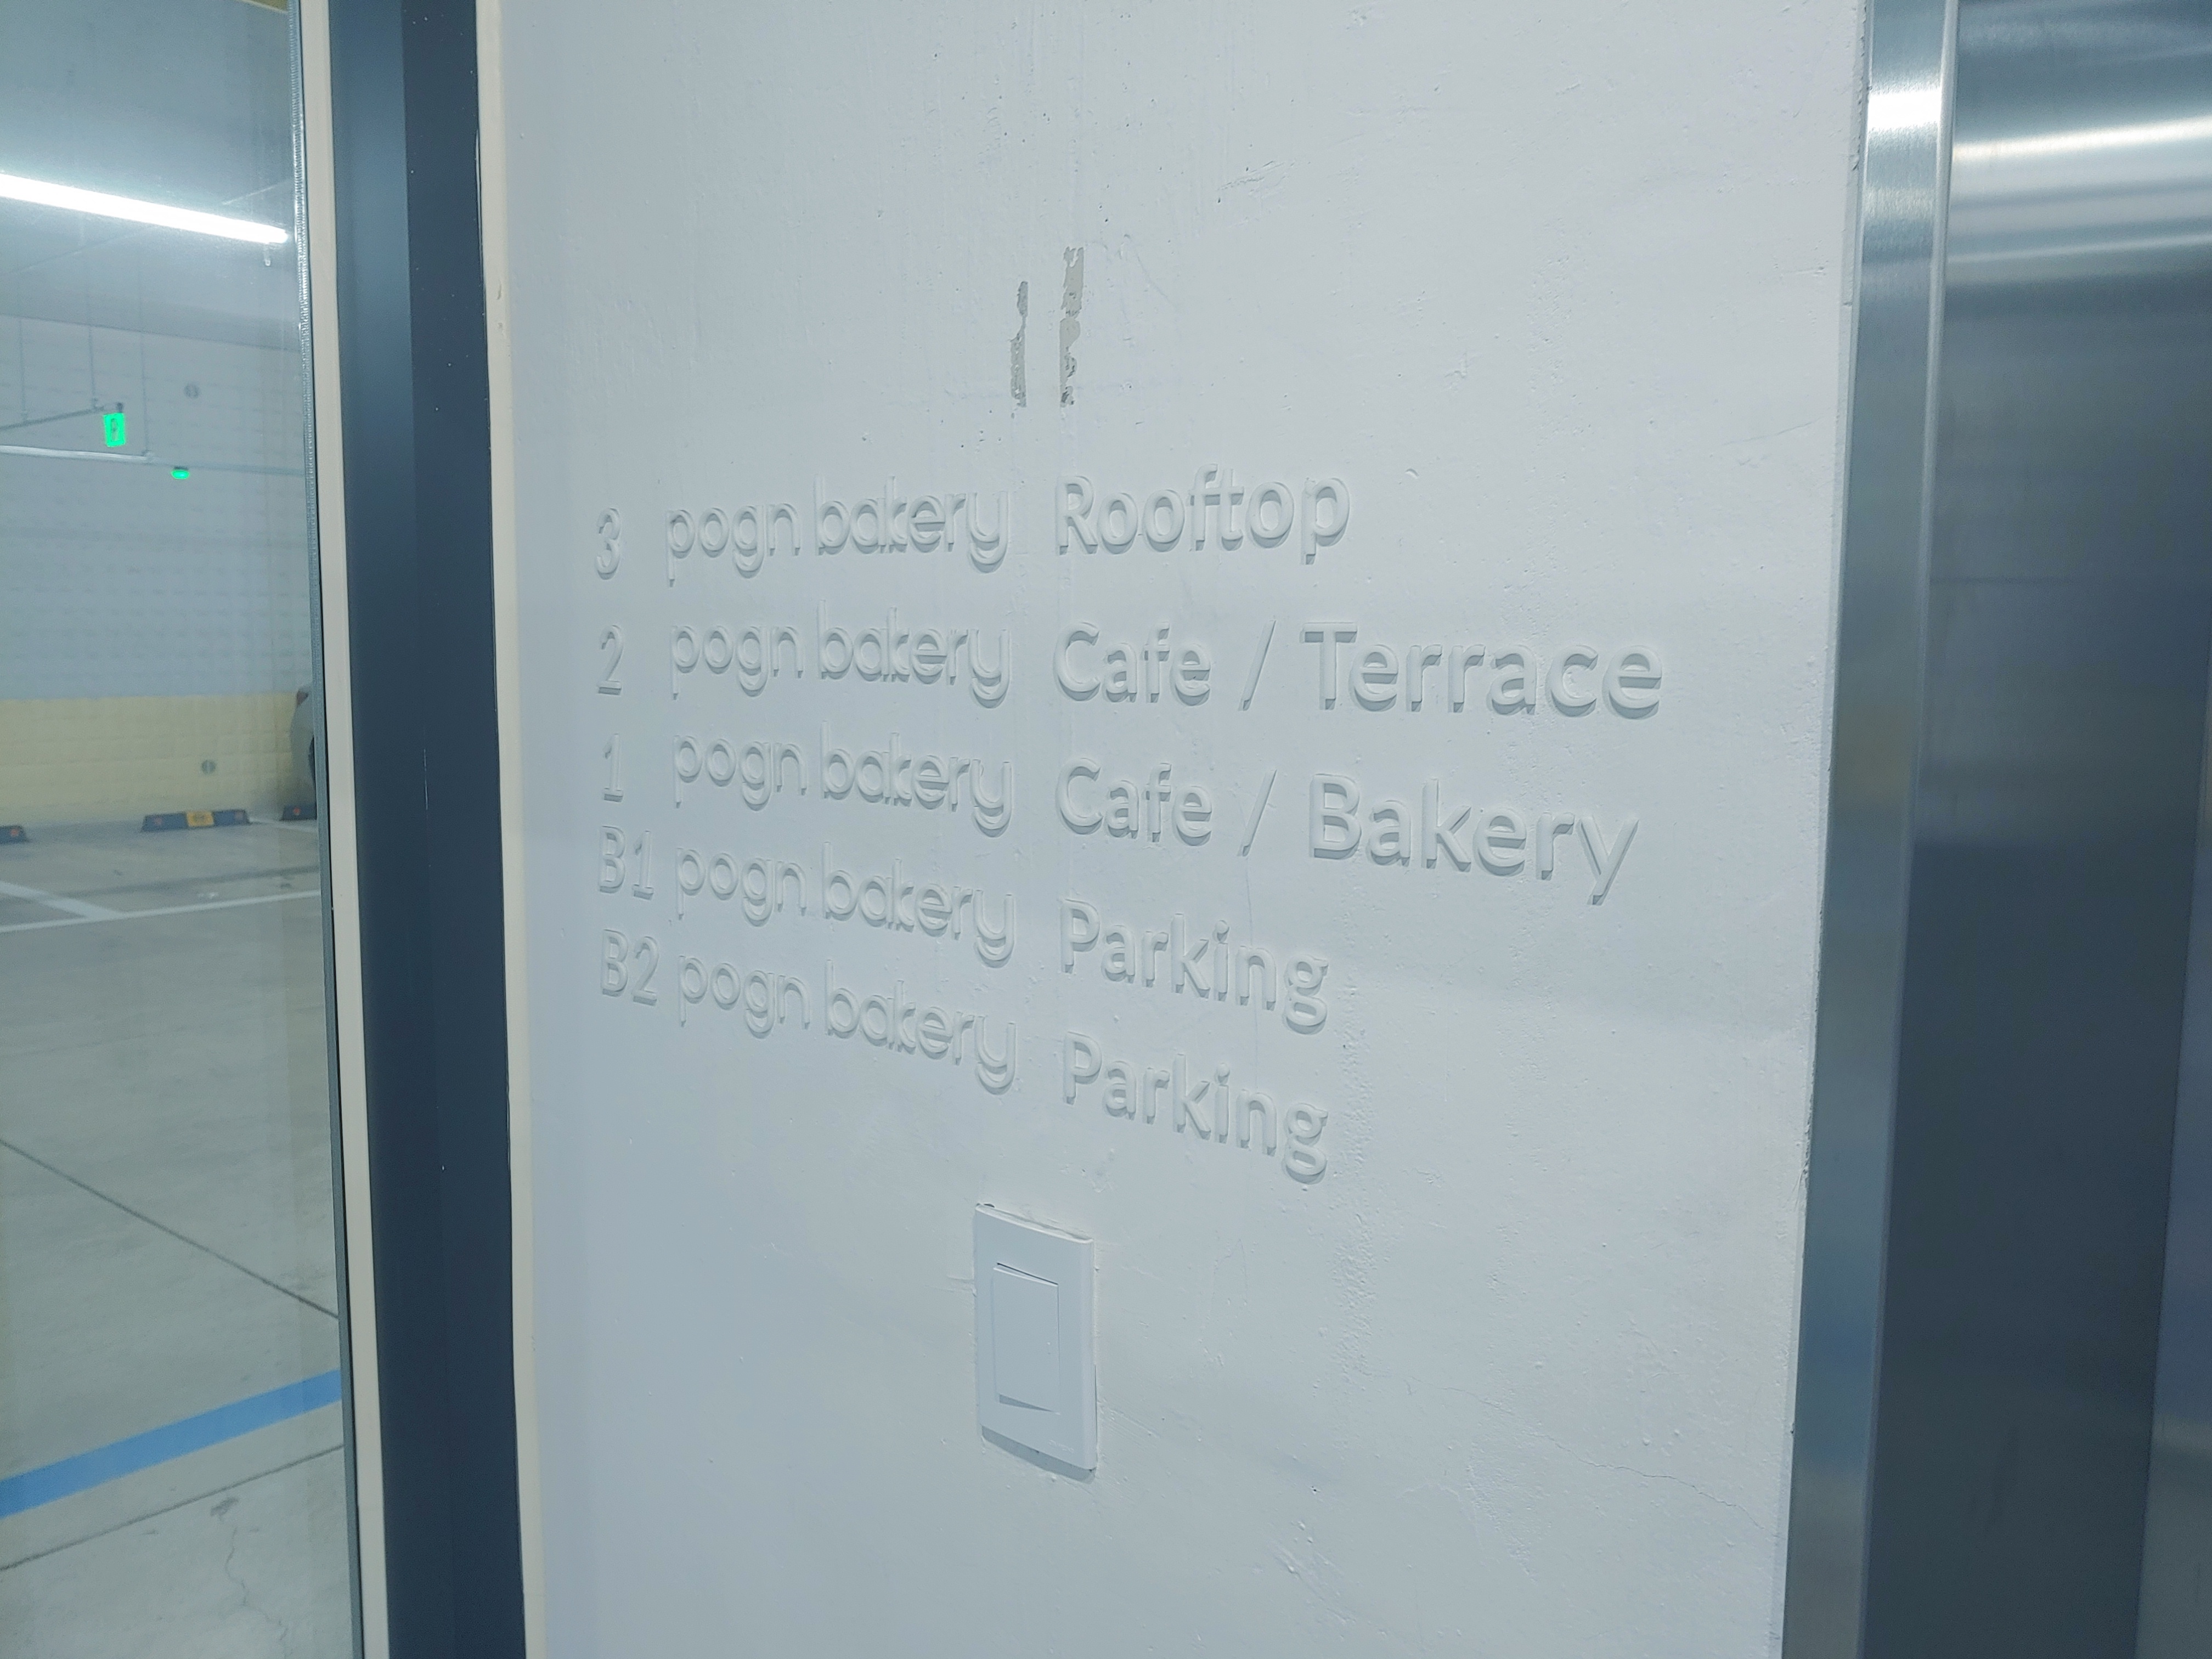 3 pogn bakery Rooftop
2 pogn bakery Cafe / Terrace
1 pogn bakery Cafe / Bakery
B1 pogn bakery Parking
B2 pogn bakery Parking